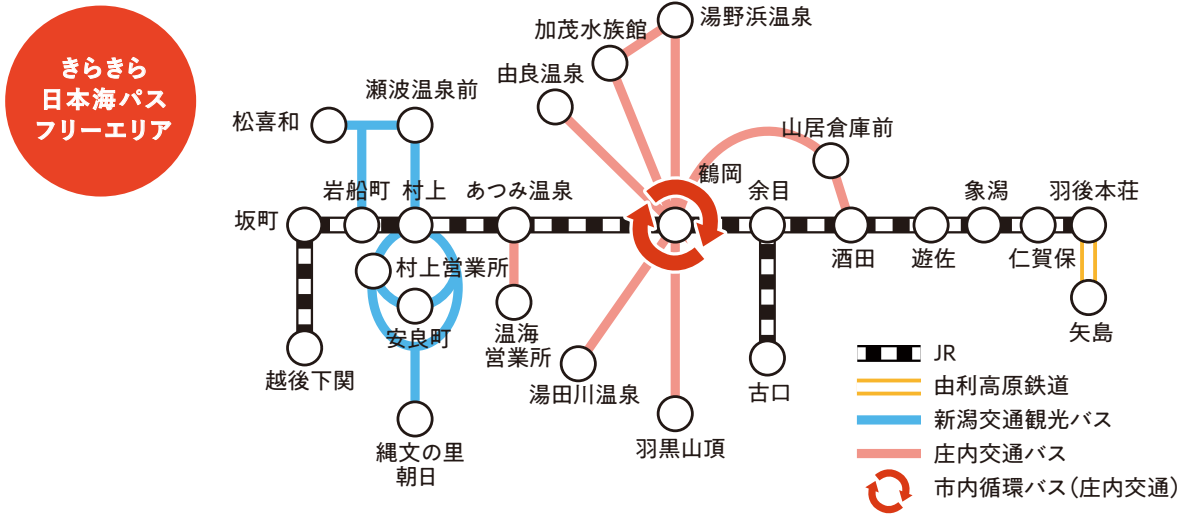 きらきら
日本海パス
フリーエリア
湯野浜温泉
加茂水族館
由良温泉
瀬波温泉前
松喜和
山居倉庫前
鶴岡
岩船町
村上
あつみ温泉
余目
象潟
羽後本荘
坂町
酒田
遊佐
仁賀保
村上営業所
安良町
温海
営業所
矢島
越後下関
湯田川温泉
古口
羽黒山頂
縄文の里
朝日
JR
由利高原鉄道
新潟交通観光バス
庄内交通バス
市内循環バス(庄内交通)